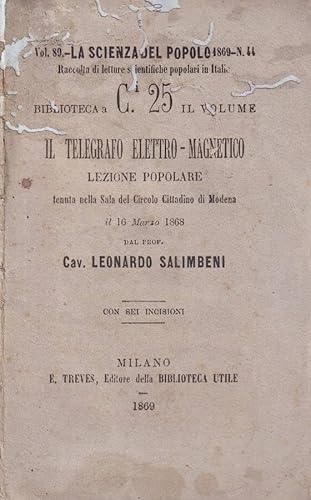 Vol. 89.-LA SCIENZA DEL POPOLO 1869-N. 44
Raccolta di letture scientifiche popolari in Italia
BIBLIOTECA a C.i 25 IL VOLUME
IL TELEGRAFO ELETTRO-MAGNETICO
LEZIONE POPOLARE
tenuta nella Sala del Circolo Cittadino di Modena
il 16 Marzo 1868
DAL PROF.
Cav. LEONARDO SALIMBENI
CON SEI INCISIONI
MILANO
E. TREVES, Editore della BIBLIOTECA UTILE
1869